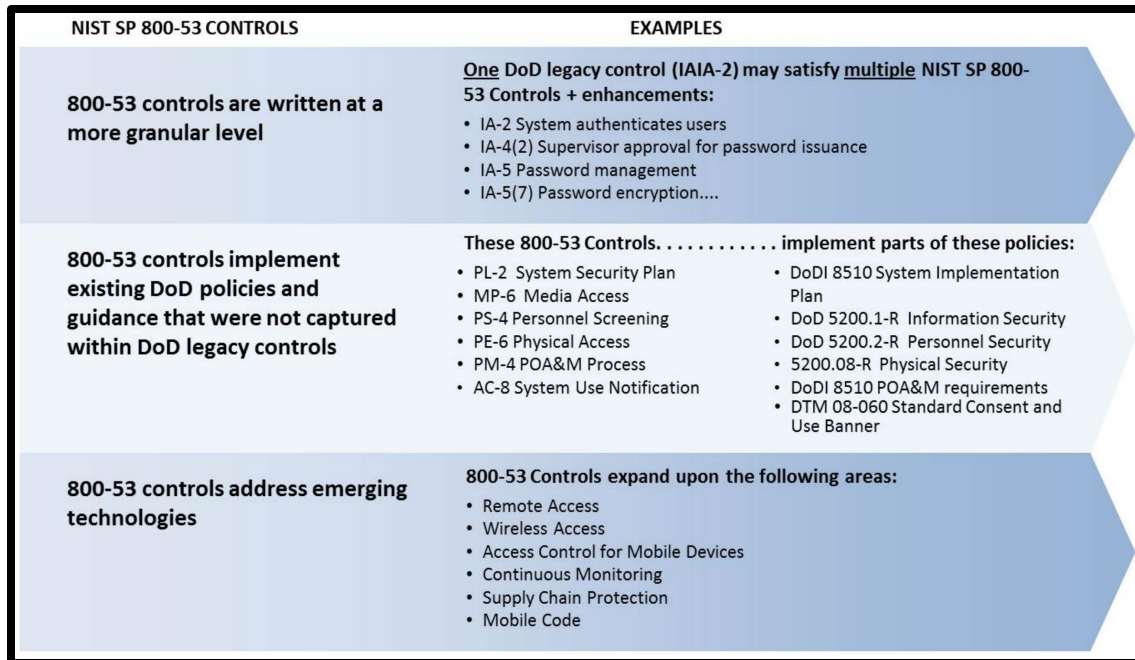 NIST SP 800-53 CONTROLS
EXAMPLES
800-53 controls are written at a
more granular level
One DoD legacy control (IAIA-2) may satisfy multiple NIST SP 800-
53 Controls + enhancements:
• IA-2 System authenticates users
• IA-4(2) Supervisor approval for password issuance
• IA-5 Password management
• IA-5(7) Password encryption....
800-53 controls implement
existing DoD policies and
guidance that were not captured
within DoD legacy controls
These 800-53 Controls. . . . . . . . . . . . implement parts of these policies:
• PL-2 System Security Plan
• MP-6 Media Access
• PS-4 Personnel Screening
• PE-6 Physical Access
• PM-4 POA&M Process
• AC-8 System Use Notification
• DoDI 8510 System Implementation
Plan
• DoD 5200.1-R Information Security
• DoD 5200.2-R Personnel Security
• 5200.08-R Physical Security
• DoDI 8510 POA&M requirements
• DTM 08-060 Standard Consent and
Use Banner
800-53 controls address emerging
technologies
800-53 Controls expand upon the following areas:
• Remote Access
• Wireless Access
• Access Control for Mobile Devices
• Continuous Monitoring
• Supply Chain Protection
• Mobile Code